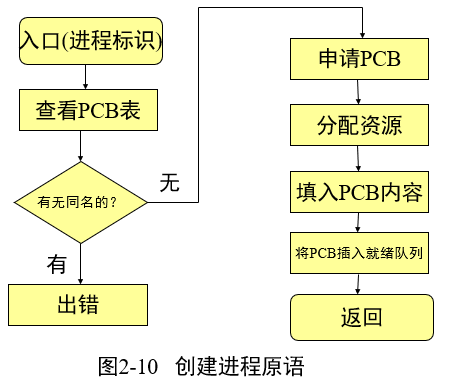 入口(进程标识)
查看PCB表
有无同名的?
无
有
出错
申请PCB
分配资源
填入PCB内容
将PCB插入就绪队列
返回
图2-10 创建进程原语